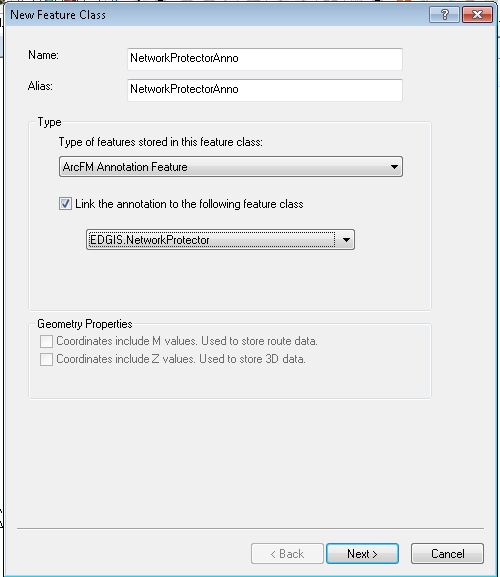 New Feature Class
?
Name:
NetworkProtectorAnno
Alias:
NetworkProtectorAnno
Type
Type of features stored in this feature class:
ArcFM Annotation Feature
Link the annotation to the following feature class
EDGIS.NetworkProtector
Geometry Properties
Coordinates include M values. Used to store route data.
Coordinates include Z values. Used to store 3D data.
< Back
Next >
Cancel